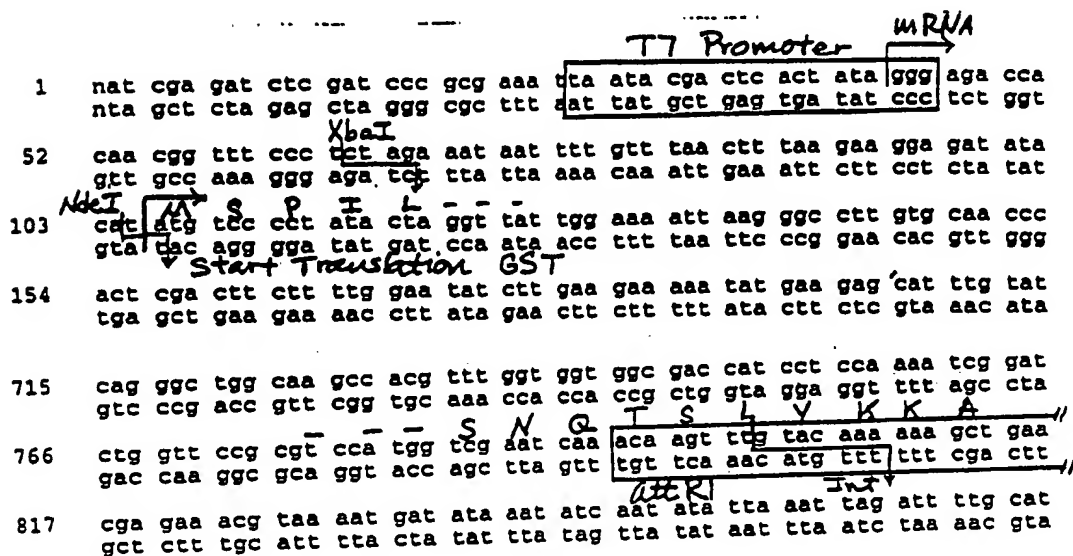 T7 Promoter mRNA
1 nat cga gat ctc gat ccc gcg aaa ttaa ata cga ctc act ata ggg aga cca
nta gct cta gag cta ggg cgc ttt aat tat gct gag tga tat ccc tct ggt
XbaI
52 caa cgg ttt ccc tct aga aat aat ttt gtt taa ctt taa gaa gga gat ata
gtt gcc aaa ggg aga tct tta tta aaa caa att gaa att ctt cct cta tat
NdeI M S P I L - - -
103 cat atg tcc cct ata cta ggt tat tgg aaa att aag ggc ctt gtg caa ccc
gta tac agg gga tat gat cca ata acc ttt taa ttc ccg gaa cac gtt ggg
Start Translation GST
154 act cga ctt ctt ttg gaa tat ctt gaa gaa aaa tat gaa gag cat ttg tat
tga gct gaa gaa aac ctt ata gaa ctt ctt ttt ata ctt ctc gta aac ata
715 cag ggc tgg caa gcc acg ttt ggt ggt ggc gac cat cct cca aaa tcg gat
gtc ccg acc gtt cgg tgc aaa cca cca ccg ctg gta gga ggt ttt agc cta
- - - S N Q T S L Y K K A
766 ctg gtt ccg cgt cca tgg tcg aat caa aca agt ttg tac aaa aaa gct gaa
gac caa ggc gca ggt acc agc tta gtt tgt tca aac atg ttt ttt cga ctt
attR1 Int
817 cga gaa acg taa aat gat ata aat atc aat ata tta aat tag att ttg cat
gct ctt tgc att tta cta tat tta tag tta tat aat tta atc taa aac gta